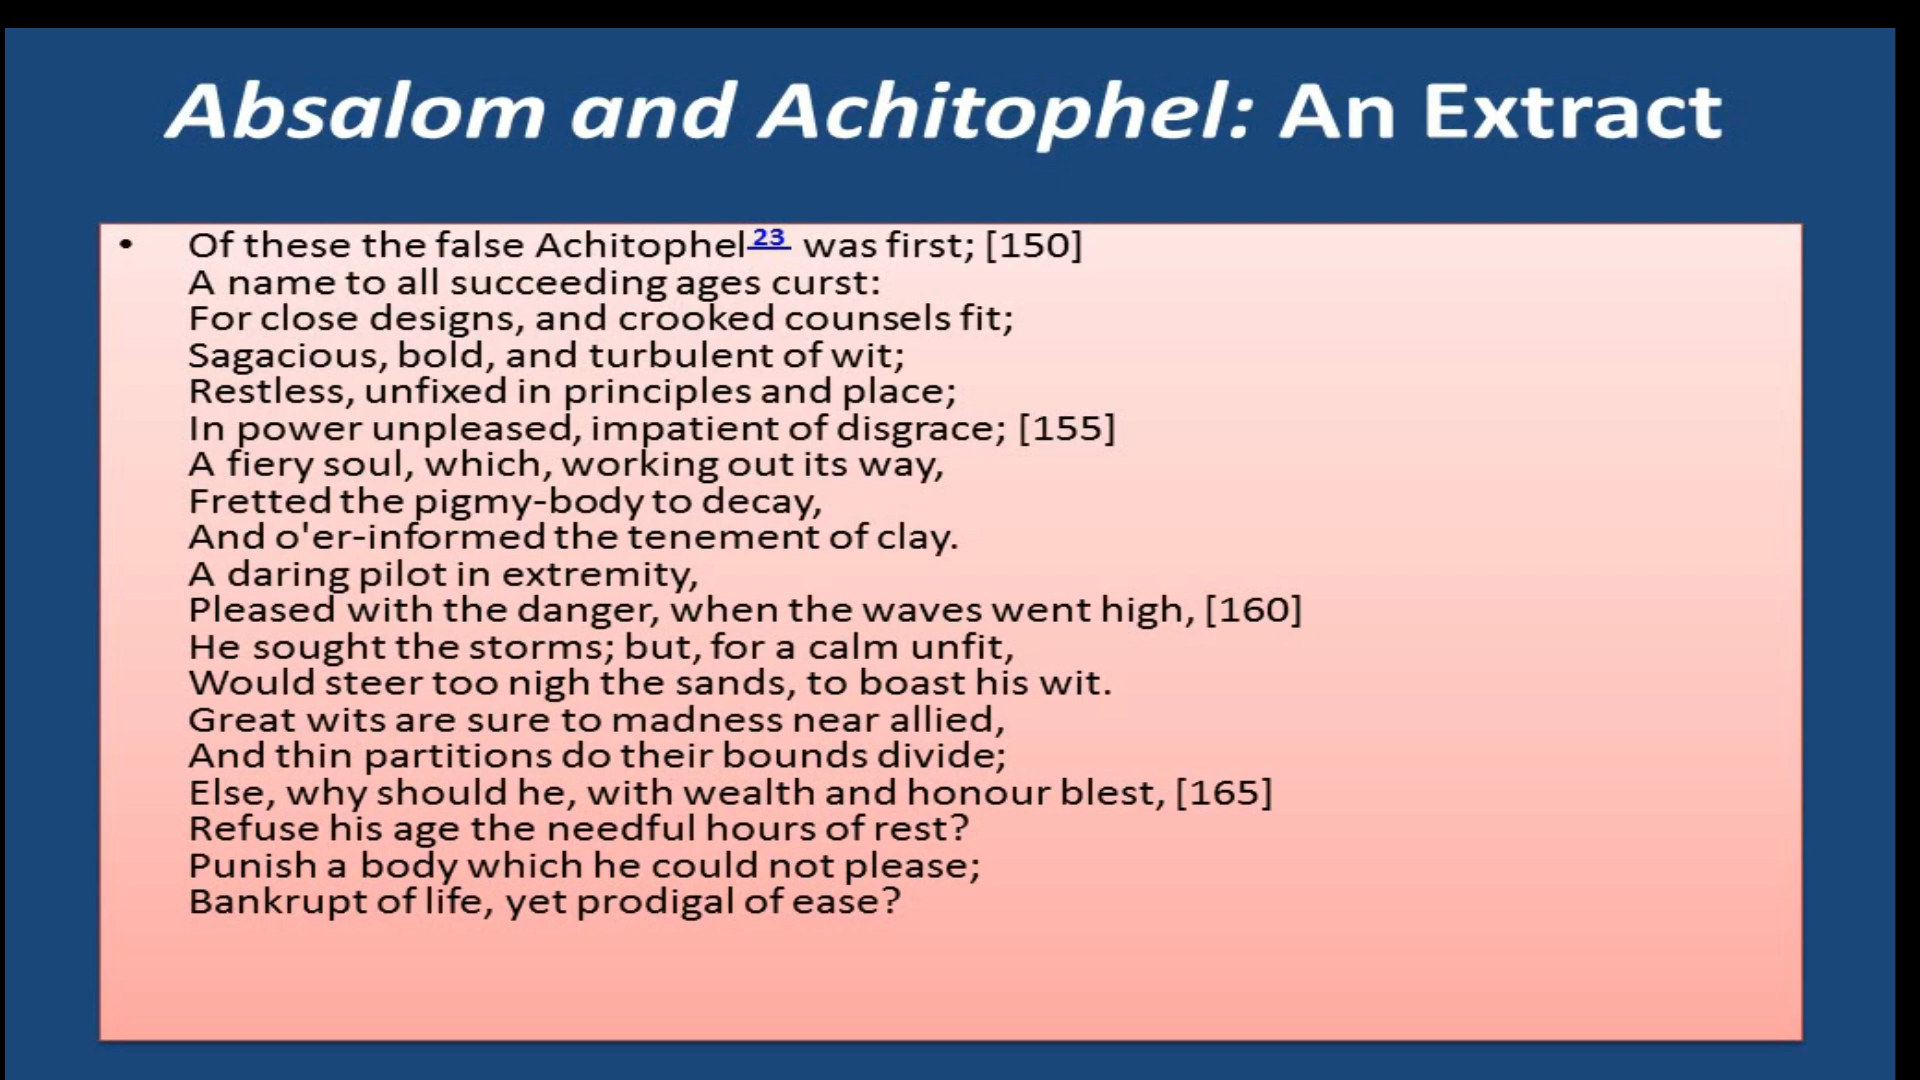 Absalom and Achitophel: An Extract
• Of these the false Achitophel 23 was first; [150]
A name to all succeeding ages curst:
For close designs, and crooked counsels fit;
Sagacious, bold, and turbulent of wit;
Restless, unfixed in principles and place;
In power unpleased, impatient of disgrace; [155]
A fiery soul, which, working out its way,
Fretted the pigmy-body to decay,
And o'er-informed the tenement of clay.
A daring pilot in extremity,
Pleased with the danger, when the waves went high, [160]
He sought the storms; but, for a calm unfit,
Would steer too nigh the sands, to boast his wit.
Great wits are sure to madness near allied,
And thin partitions do their bounds divide;
Else, why should he, with wealth and honour blest, [165]
Refuse his age the needful hours of rest?
Punish a body which he could not please;
Bankrupt of life, yet prodigal of ease?